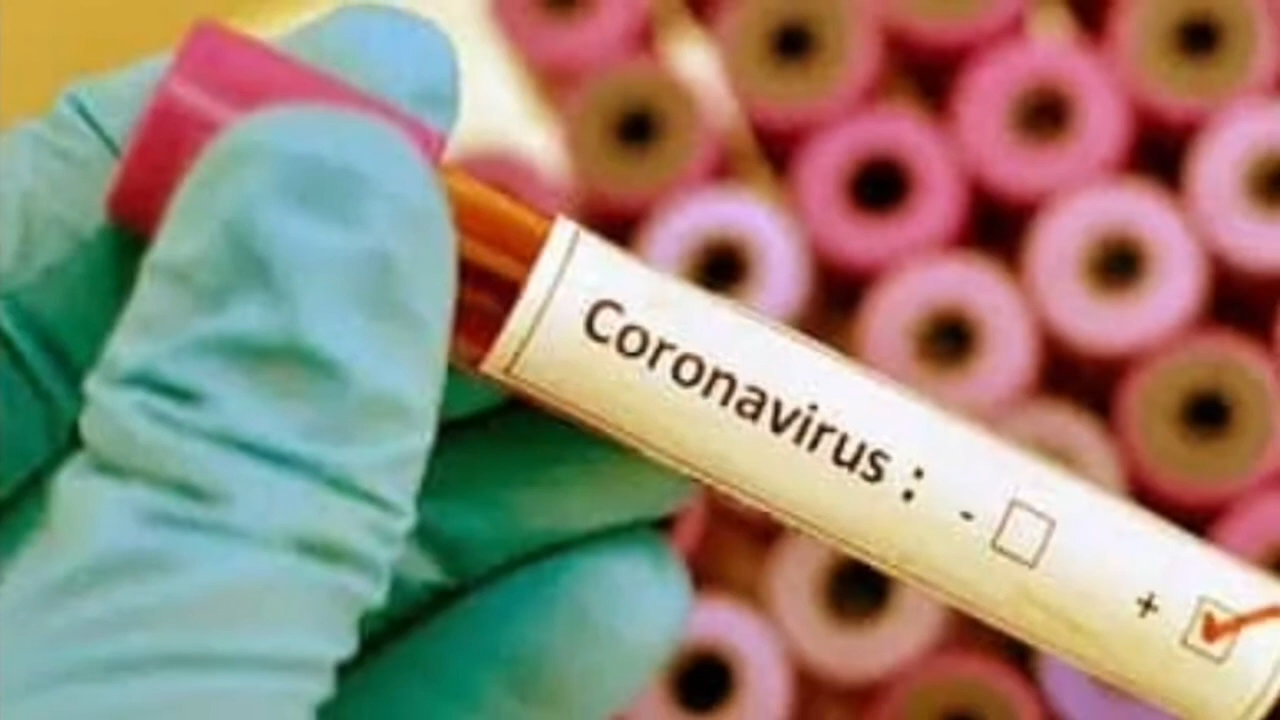 Coronavirus :
- ☐
+ ☑